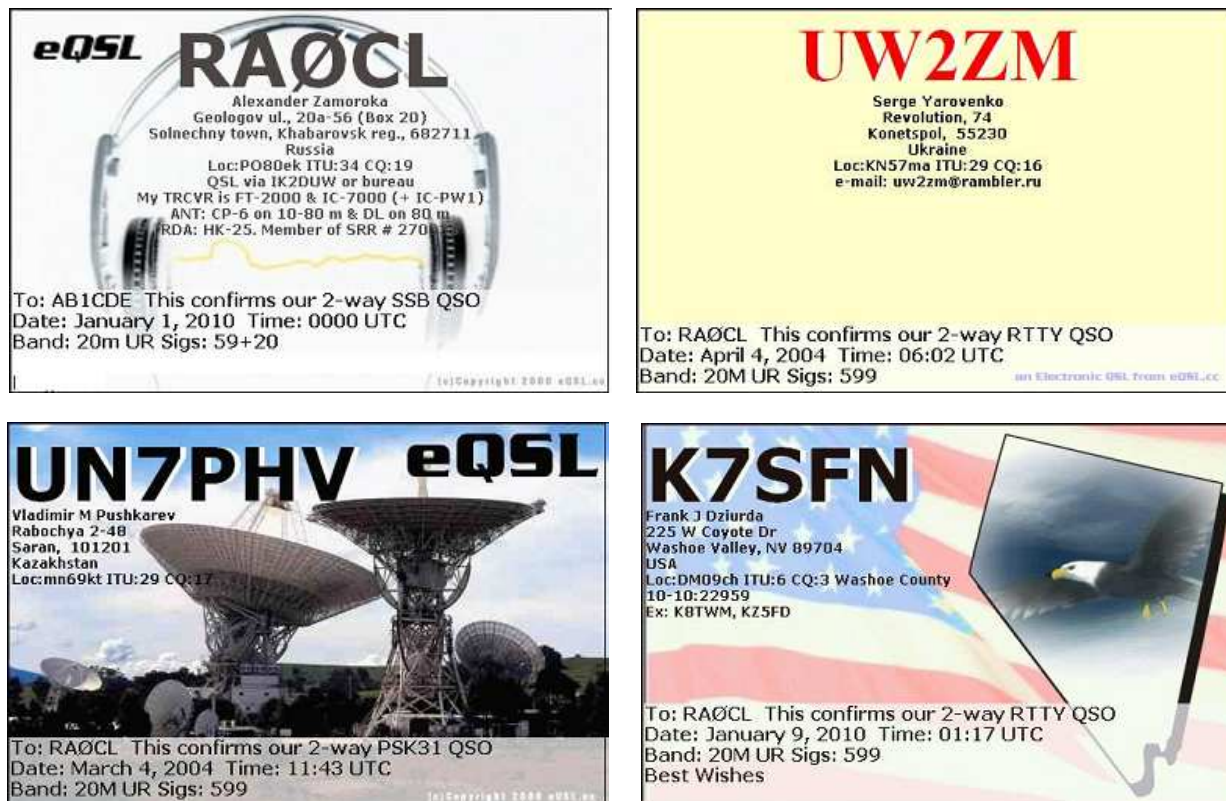 eQSL RAØCL
Alexander Zamoroka
Geologov ul., 20a-56 (Box 20)
Solnechny town, Khabarovsk reg., 682711
Russia
Loc:PO80ek ITU:34 CQ:19
QSL via IK2DUW or bureau
My TRCVR is FT-2000 & IC-7000 (+ IC-PW1)
ANT: CP-6 on 10-80 m & DL on 80 m
RDA: HK-25. Member of SRR # 270
To: AB1CDE This confirms our 2-way SSB QSO
Date: January 1, 2010 Time: 0000 UTC
Band: 20m UR Sigs: 59+20
(c)Copyright 2000 eQSL.cc
UW2ZM
Serge Yarovenko
Revolution, 74
Konetspol, 55230
Ukraine
Loc:KN57ma ITU:29 CQ:16
e-mail: uw2zm@rambler.ru
To: RAØCL This confirms our 2-way RTTY QSO
Date: April 4, 2004 Time: 06:02 UTC
Band: 20M UR Sigs: 599
an Electronic QSL from eQSL.cc
UN7PHV eQSL
Vladimir M Pushkarev
Rabochya 2-48
Saran, 101201
Kazakhstan
Loc:mn69kt ITU:29 CQ:17
To: RAØCL This confirms our 2-way PSK31 QSO
Date: March 4, 2004 Time: 11:43 UTC
Band: 20M UR Sigs: 599
(c)Copyright 2000 eQSL.cc
K7SFN
Frank J Dziurda
225 W Coyote Dr
Washoe Valley, NV 89704
USA
Loc:DM09ch ITU:6 CQ:3 Washoe County
10-10:22959
Ex: K8TWM, KZ5FD
To: RAØCL This confirms our 2-way RTTY QSO
Date: January 9, 2010 Time: 01:17 UTC
Band: 20M UR Sigs: 599
Best Wishes